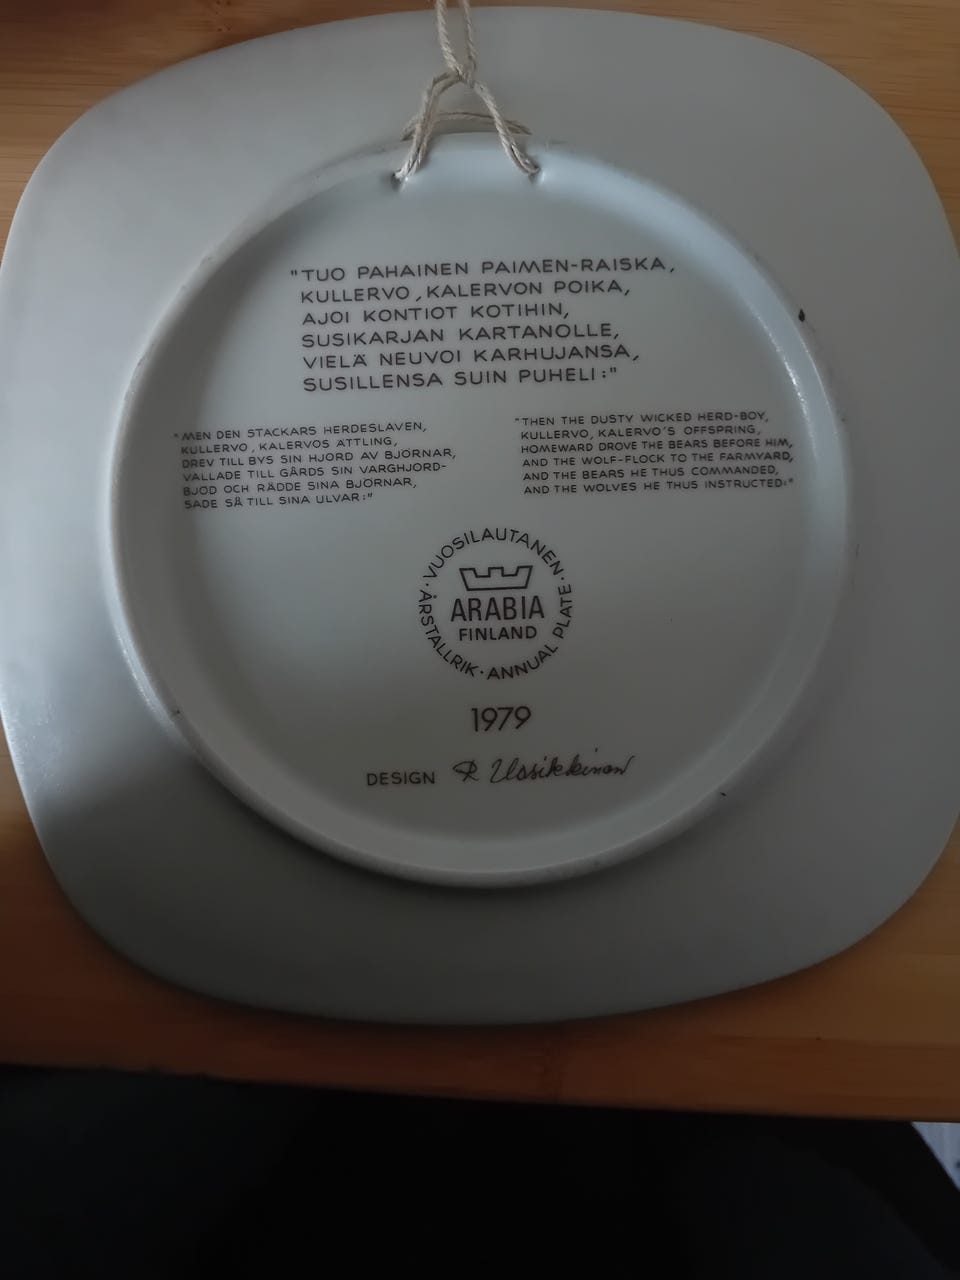 "TUO PAHAINEN PAIMEN-RAISKA,
KULLERVO, KALERVON POIKA,
AJOI KONTIOT KOTIHIN,
SUSIKARJAN KARTANOLLE,
VIELÄ NEUVOI KARHUJANSA,
SUSILLENSA SUIN PUHELI:"
"MEN DEN STACKARS HERDESLAVEN,
KULLERVO, KALERVOS ÄTTLING,
DREV TILL BYS SIN HJORD AV BJÖRNAR,
VALLADE TILL GÅRDS SIN VARGHJORD-
BJÖD OCH RÄDDE SINA BJÖRNAR,
SADE SÅ TILL SINA ULVAR:"
"THEN THE DUSTY WICKED HERD-BOY,
KULLERVO, KALERVO'S OFFSPRING,
HOMEWARD DROVE THE BEARS BEFORE HIM,
AND THE WOLF-FLOCK TO THE FARMYARD,
AND THE BEARS HE THUS COMMANDED,
AND THE WOLVES HE THUS INSTRUCTED:"
VUOSILAUTANEN · ANNUAL PLATE · ÅRSTALLRIK ·
ARABIA
FINLAND
1979
DESIGN R Uosikkinen